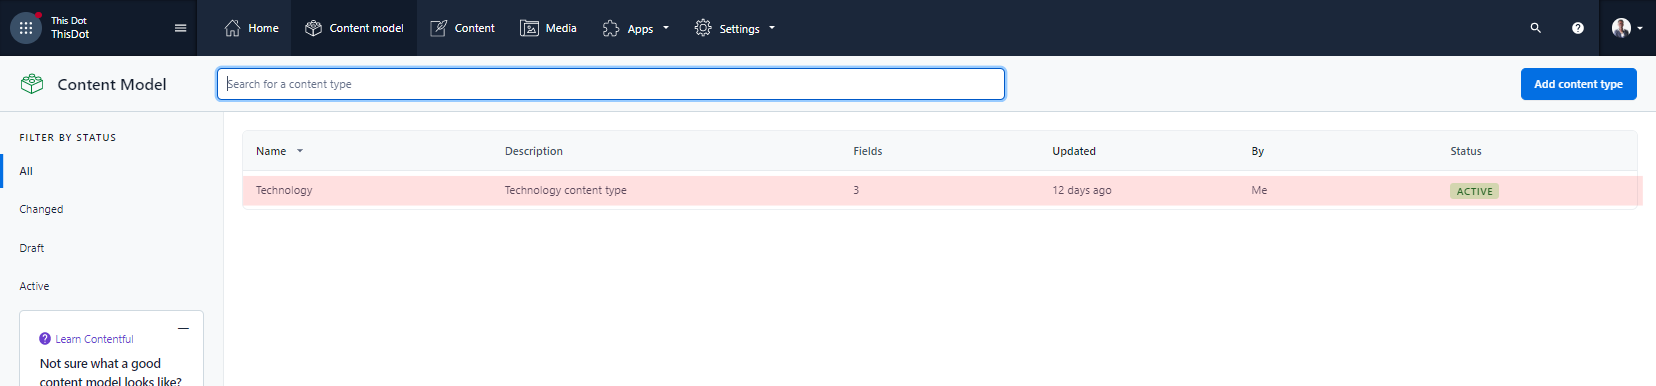 This Dot
ThisDot
Home
Content model
Content
Media
Apps
Settings
Content Model
Search for a content type
Add content type
FILTER BY STATUS
All
Changed
Draft
Active
Name
Description
Fields
Updated
By
Status
Technology
Technology content type
3
12 days ago
Me
ACTIVE
Learn Contentful
Not sure what a good
content model looks like?